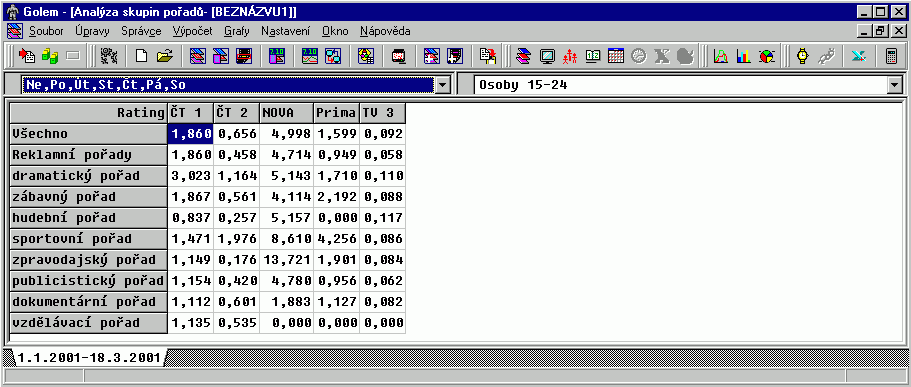 Golem - [Analýza skupin pořadů- [BEZNÁZVU1]]
Soubor Úpravy Správce Výpočet Grafy Nastavení Okno Nápověda
Ne,Po,Út,St,Čt,Pá,So Osoby 15-24
Rating ČT 1 ČT 2 NOVA Prima TV 3
Všechno 1,860 0,656 4,998 1,599 0,092
Reklamní pořady 1,860 0,458 4,714 0,949 0,058
dramatický pořad 3,023 1,164 5,143 1,710 0,110
zábavný pořad 1,867 0,561 4,114 2,192 0,088
hudební pořad 0,837 0,257 5,157 0,000 0,117
sportovní pořad 1,471 1,976 8,610 4,256 0,086
zpravodajský pořad 1,149 0,176 13,721 1,901 0,084
publicistický pořad 1,154 0,420 4,780 0,956 0,062
dokumentární pořad 1,112 0,601 1,883 1,127 0,082
vzdělávací pořad 1,135 0,535 0,000 0,000 0,000
1.1.2001-18.3.2001